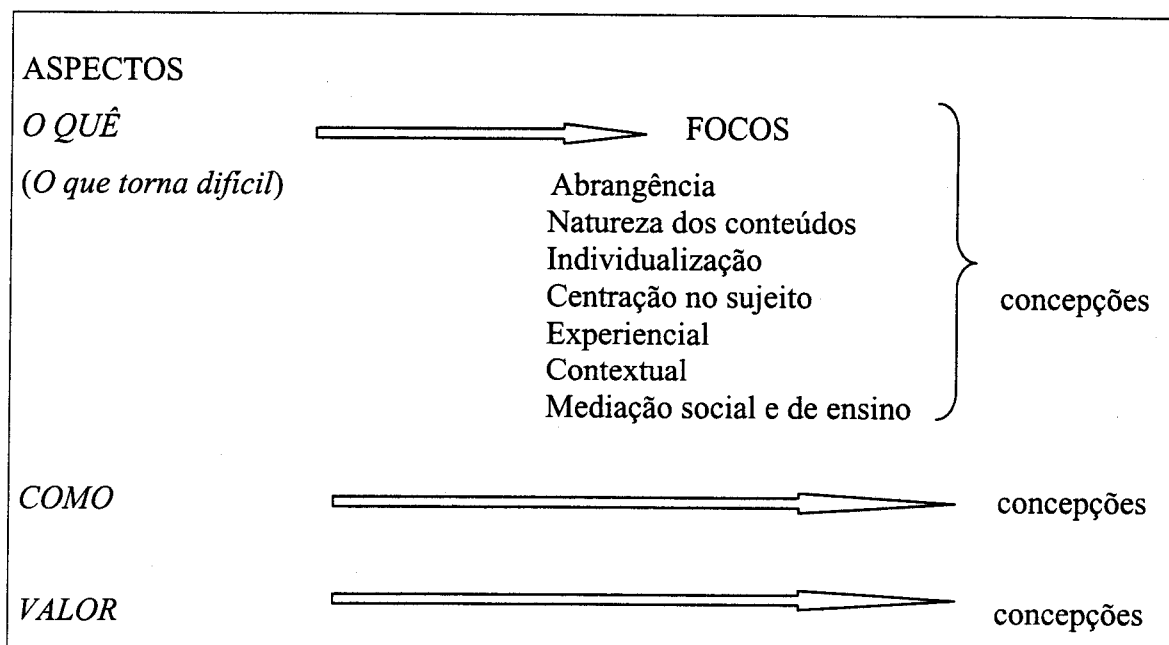 ASPECTOS
O QUÊ FOCOS
(O que torna difícil) Abrangência
Natureza dos conteúdos
Individualização
Centração no sujeito
concepções
Experiencial
Contextual
Mediação social e de ensino
COMO concepções
VALOR concepções